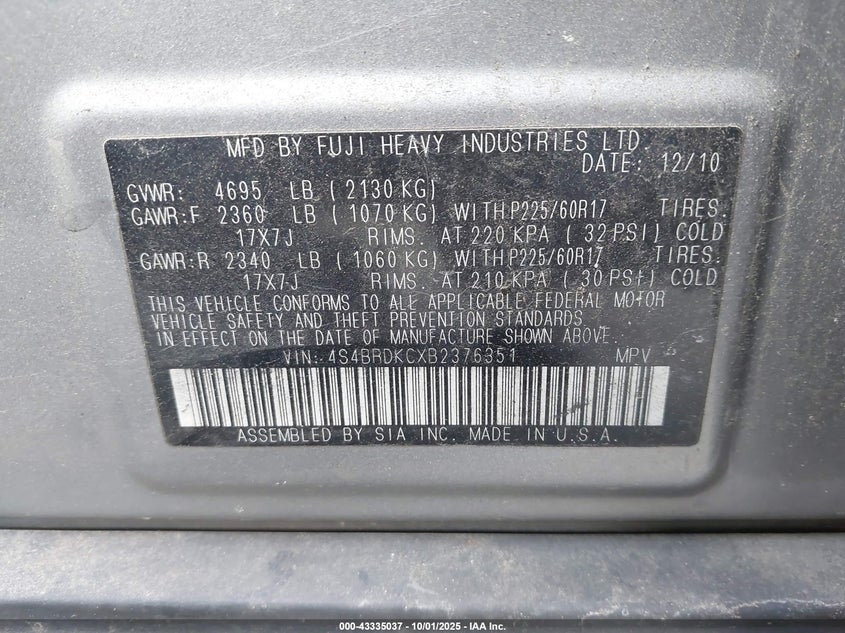 MFD BY FUJI HEAVY INDUSTRIES LTD.
DATE: 12/10
GVWR: 4695 LB ( 2130 KG)
GAWR:F 2360 LB ( 1070 KG) WITHP225/60R17 TIRES.
17X7J RIMS. AT 220 KPA ( 32 PSI) COLD
GAWR:R 2340 LB ( 1060 KG) WITHP225/60R17 TIRES.
17X7J RIMS. AT 210 KPA ( 30 PSI) COLD
THIS VEHICLE CONFORMS TO ALL APPLICABLE FEDERAL MOTOR
VEHICLE SAFETY AND THEFT PREVENTION STANDARDS
IN EFFECT ON THE DATE OF MANUFACTURE SHOWN ABOVE.
VIN: 4S4BRDKCXB2376351 MPV
ASSEMBLED BY SIA INC. MADE IN U.S.A.
000-43335037 - 10/01/2025 - IAA Inc.